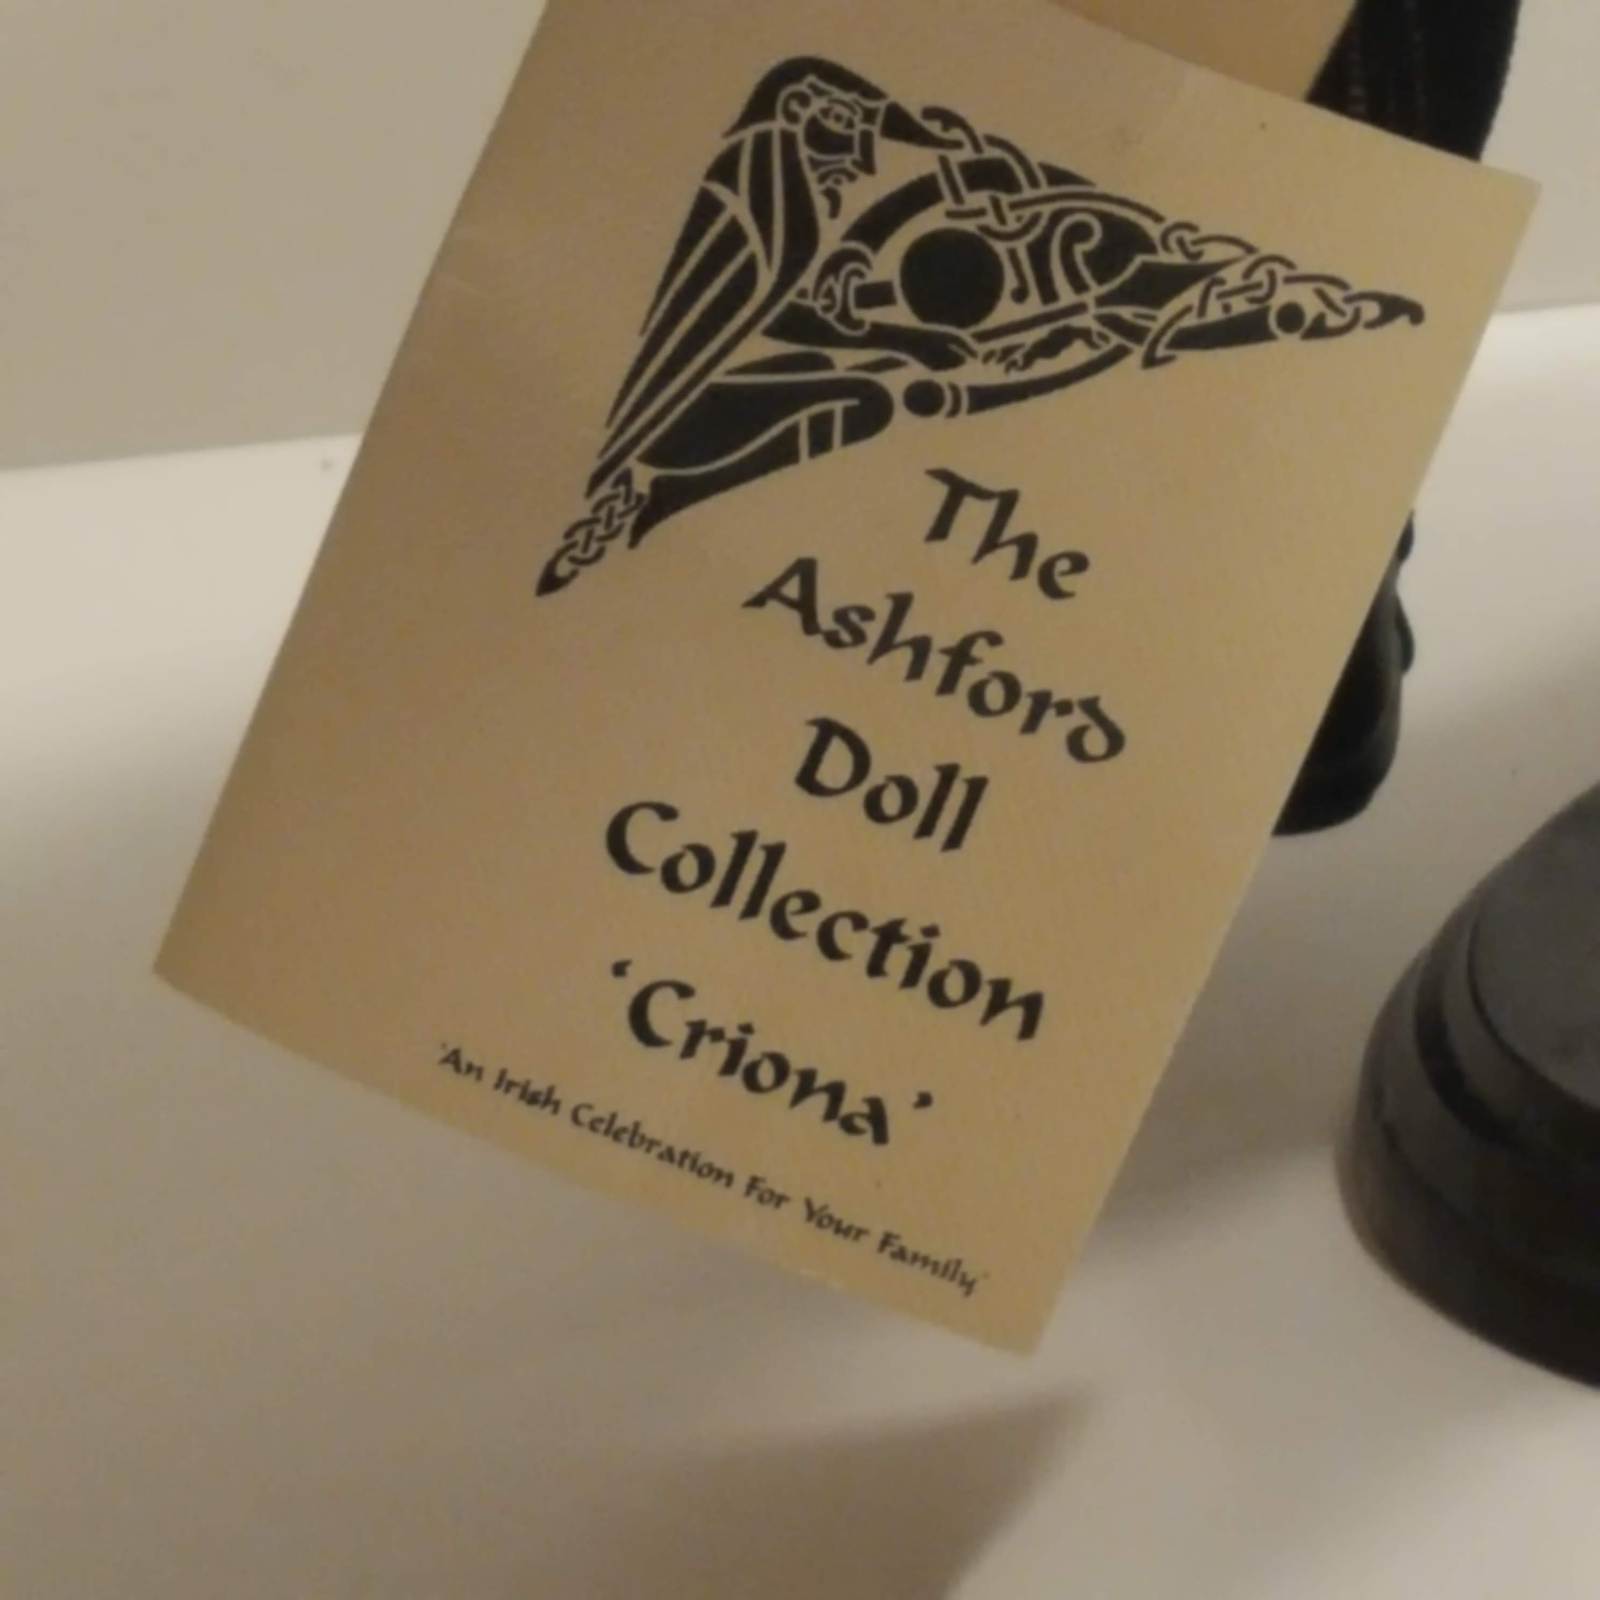 The
Ashford
Doll
Collection
'Criona'
'An Irish Celebration For Your Family'